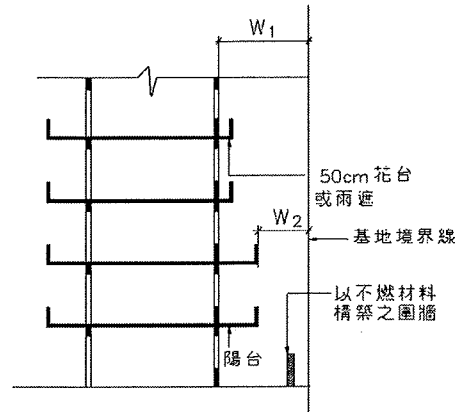 W1
50cm 花台
或雨遮
W2
基地境界線
以不燃材料
構築之圍牆
陽台